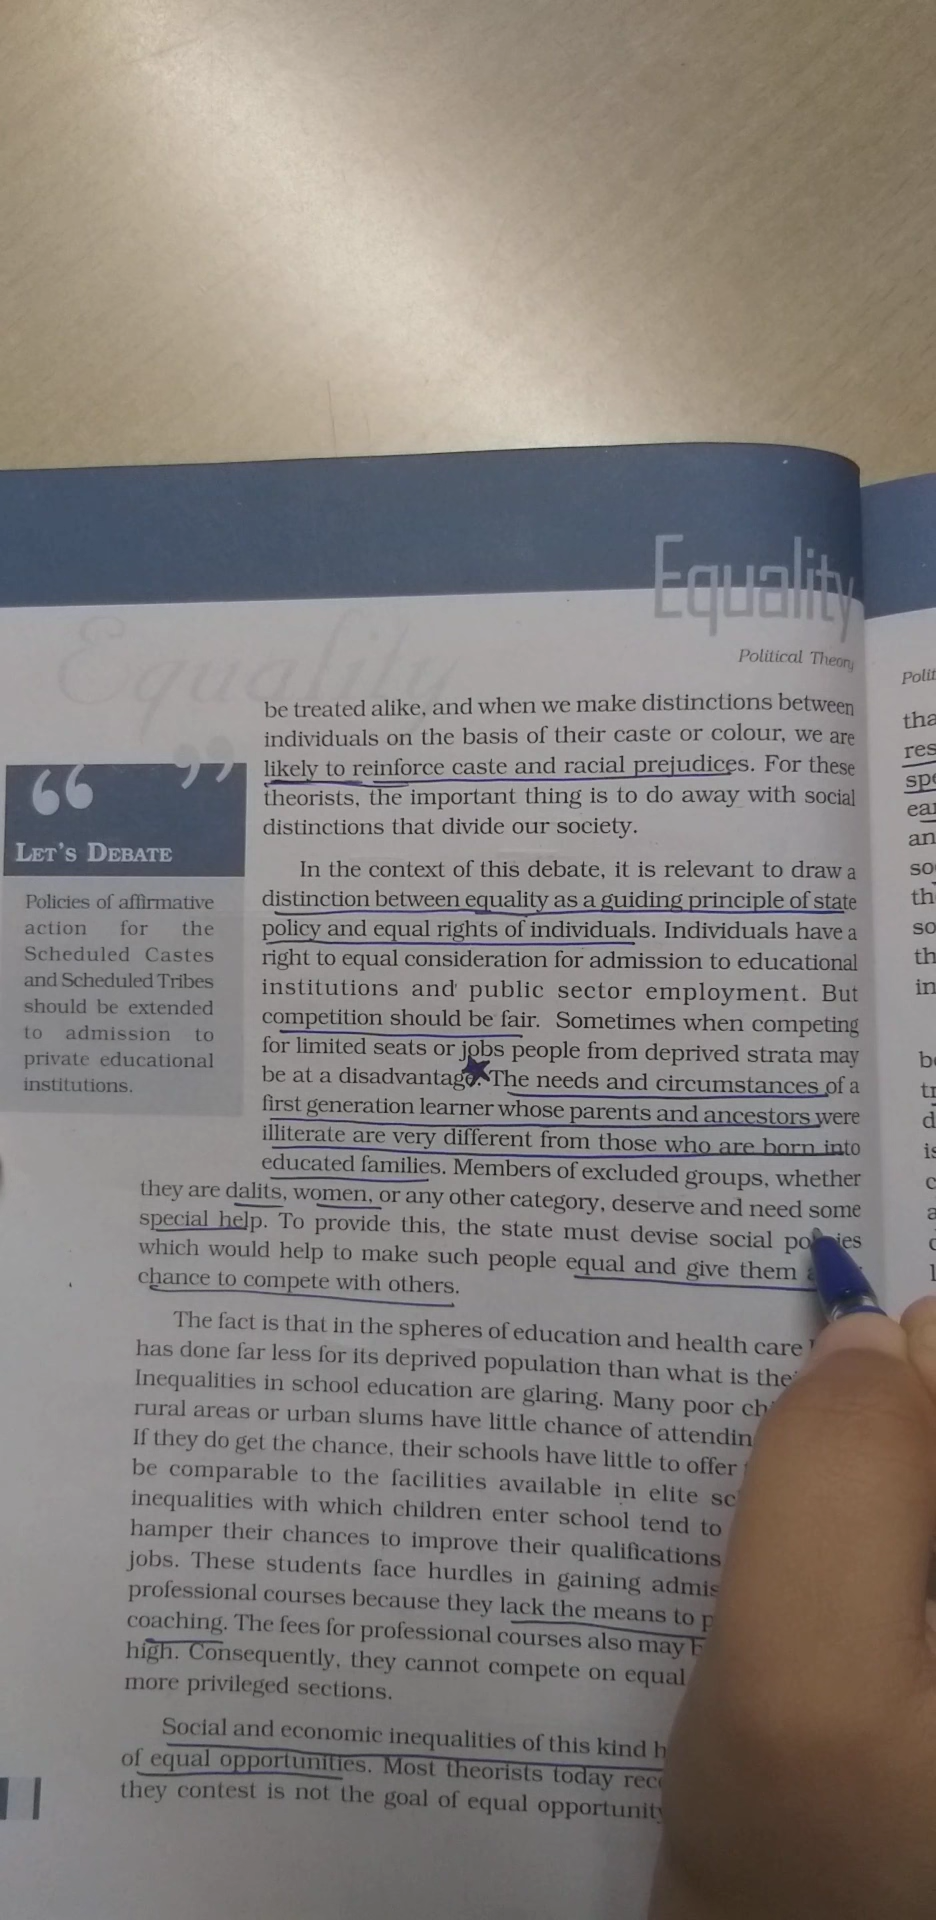 Equality
Equality
Political Theory
be treated alike, and when we make distinctions between
individuals on the basis of their caste or colour, we are
likely to reinforce caste and racial prejudices. For these
theorists, the important thing is to do away with social
distinctions that divide our society.
“ ”
LET'S DEBATE
Policies of affirmative
action for the
Scheduled Castes
and Scheduled Tribes
should be extended
to admission to
private educational
institutions.
In the context of this debate, it is relevant to draw a
distinction between equality as a guiding principle of state
policy and equal rights of individuals. Individuals have a
right to equal consideration for admission to educational
institutions and public sector employment. But
competition should be fair. Sometimes when competing
for limited seats or jobs people from deprived strata may
be at a disadvantage. The needs and circumstances of a
first generation learner whose parents and ancestors were
illiterate are very different from those who are born into
educated families. Members of excluded groups, whether
they are dalits, women, or any other category, deserve and need some
special help. To provide this, the state must devise social
which would help to make such people equal and give them
chance to compete with others.
The fact is that in the spheres of education and health care
has done far less for its deprived population than what is
Inequalities in school education are glaring. Many poor
rural areas or urban slums have little chance of
If they do get the chance, their schools have little to offer
be comparable to the facilities available in elite
inequalities with which children enter school tend to
hamper their chances to improve their qualifications
jobs. These students face hurdles in gaining
professional courses because they lack the means to
coaching. The fees for professional courses also may
high. Consequently, they cannot compete on equal
more privileged sections.
Social and economic inequalities of this kind
of equal opportunities. Most theorists today
they contest is not the goal of equal